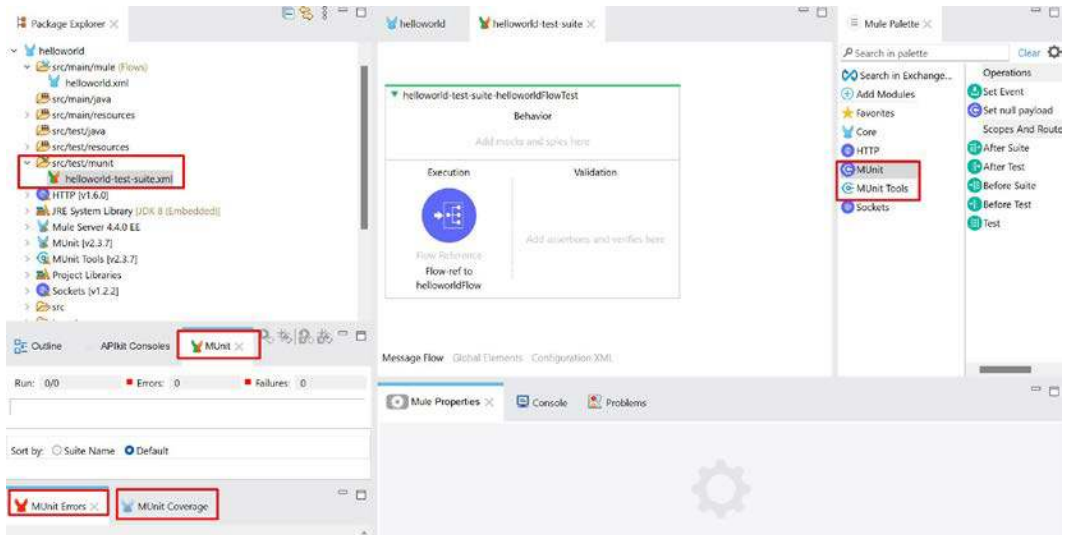 Package Explorer
helloworld
src/main/mule (Flows)
helloworld.xml
src/main/java
src/main/resources
src/test/java
src/test/resources
src/test/munit
helloworld-test-suite.xml
HTTP [v1.6.0]
JRE System Library [JDK 8 (Embedded)]
Mule Server 4.4.0 EE
MUnit [v2.3.7]
MUnit Tools [v2.3.7]
Project Libraries
Sockets [v1.2.2]
src
Outline APIkit Consoles MUnit
Run: 0/0 Errors: 0 Failures: 0
Sort by: Suite Name Default
MUnit Errors MUnit Coverage
helloworld helloworld-test-suite
helloworld-test-suite-helloworldFlowTest
Behavior
Add mocks and spies here
Execution Validation
Flow Reference
Flow-ref to
helloworldFlow
Add assertions and verifies here
Message Flow Global Elements Configuration XML
Mule Properties Console Problems
Mule Palette
Search in palette Clear
Search in Exchange...
Add Modules
Favorites
Core
HTTP
MUnit
MUnit Tools
Sockets
Operations
Set Event
Set null payload
Scopes And Route
After Suite
After Test
Before Suite
Before Test
Test